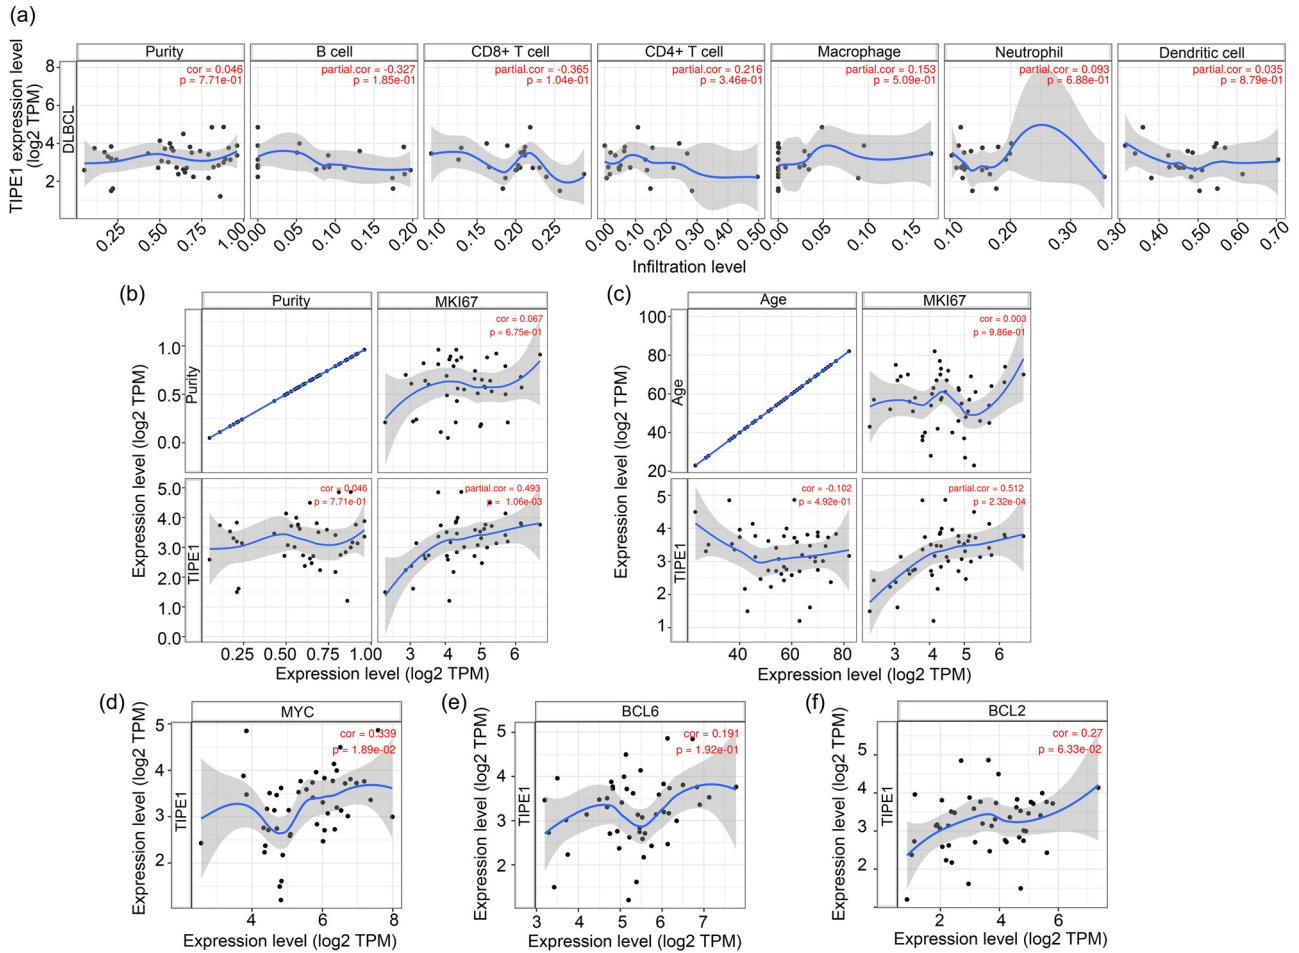 (a)
Purity B cell CD8+ T cell CD4+ T cell Macrophage Neutrophil Dendritic cell
cor = 0.046 partial.cor = -0.327 partial.cor = -0.365 partial.cor = 0.216 partial.cor = 0.153 partial.cor = 0.093 partial.cor = 0.035
p = 7.71e-01 p = 1.85e-01 p = 1.04e-01 p = 3.46e-01 p = 5.09e-01 p = 6.88e-01 p = 8.79e-01
TIPE1 expression level
(log2 TPM)
DLBCL
8
6
4
2
0.25 0.50 0.75 1.00 0.00 0.05 0.10 0.15 0.20 0.10 0.15 0.20 0.25 0.00 0.10 0.20 0.30 0.40 0.50 0.00 0.05 0.10 0.15 0.10 0.20 0.30 0.30 0.40 0.50 0.60 0.70
Infiltration level
(b)
Purity MKI67
cor = 0.067
p = 6.75e-01
Expression level (log2 TPM)
Purity
1.0
0.5
0.0
cor = 0.046 partial.cor = 0.493
p = 7.71e-01 p = 1.06e-03
TIPE1
5.0
4.0
3.0
2.0
1.0
0.0
0.25 0.50 0.75 1.00 3 4 5 6
Expression level (log2 TPM)
(c)
Age MKI67
cor = 0.003
p = 9.86e-01
Expression level (log2 TPM)
Age
100
80
60
40
20
cor = -0.102 partial.cor = 0.512
p = 4.92e-01 p = 2.32e-04
TIPE1
5
4
3
2
1
40 60 80 3 4 5 6
Expression level (log2 TPM)
(d)
MYC
cor = 0.339
p = 1.89e-02
Expression level (log2 TPM)
TIPE1
5
4
3
2
4 6 8
Expression level (log2 TPM)
(e)
BCL6
cor = 0.191
p = 1.92e-01
Expression level (log2 TPM)
TIPE1
5
4
3
2
3 4 5 6 7
Expression level (log2 TPM)
(f)
BCL2
cor = 0.27
p = 6.33e-02
Expression level (log2 TPM)
TIPE1
5
4
3
2
2 4 6
Expression level (log2 TPM)